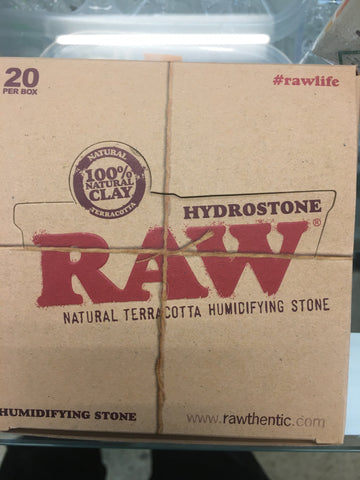 20
PER BOX
#rawlife
NATURAL
100%
NATURAL
CLAY
TERRACOTTA
HYDROSTONE
RAW®
NATURAL TERRACOTTA HUMIDIFYING STONE
HUMIDIFYING STONE
www.rawthentic.com